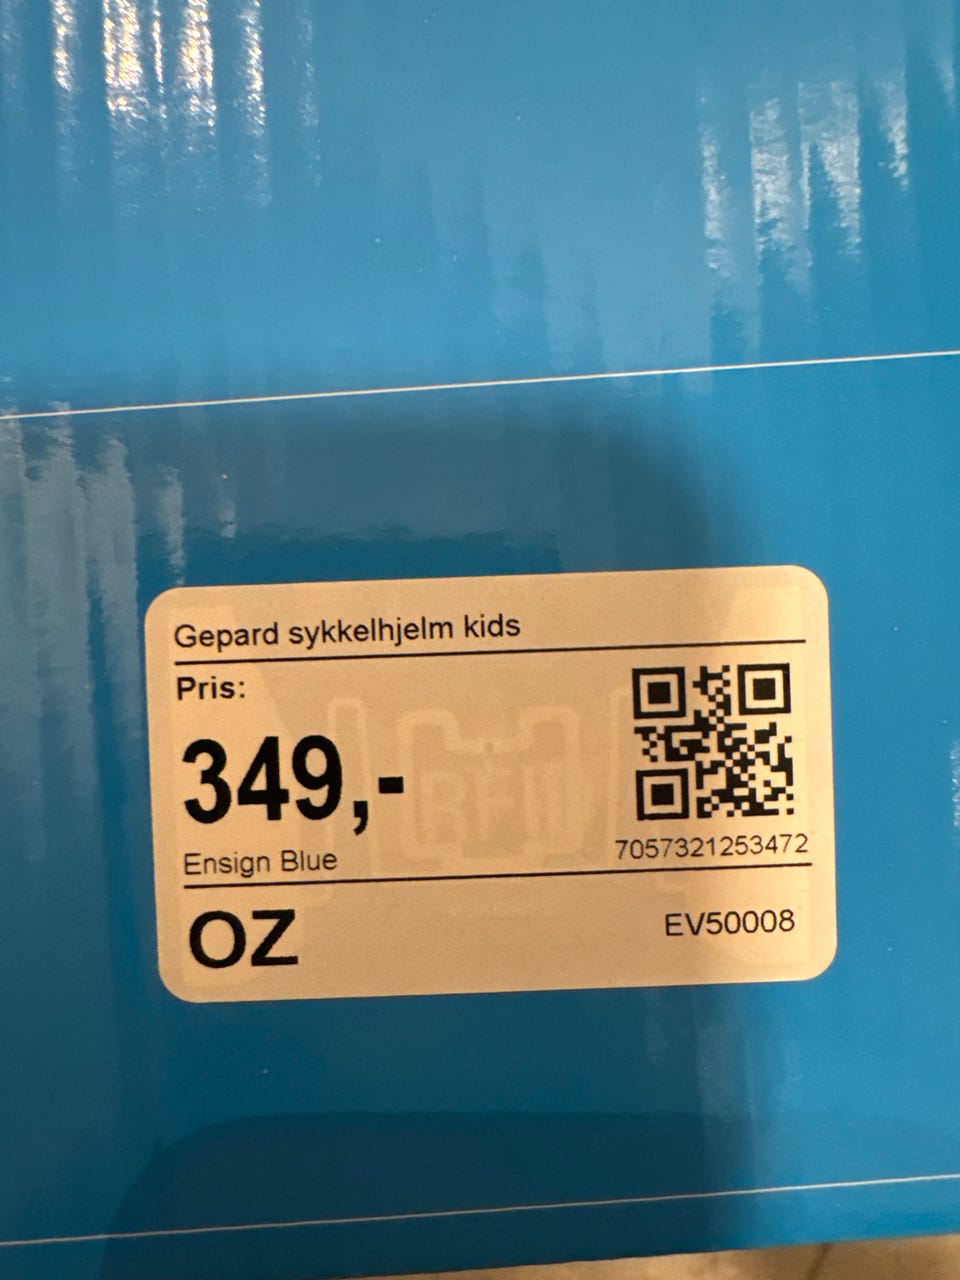 Gepard sykkelhjelm kids
Pris:
349,-
7057321253472
Ensign Blue
OZ
EV50008